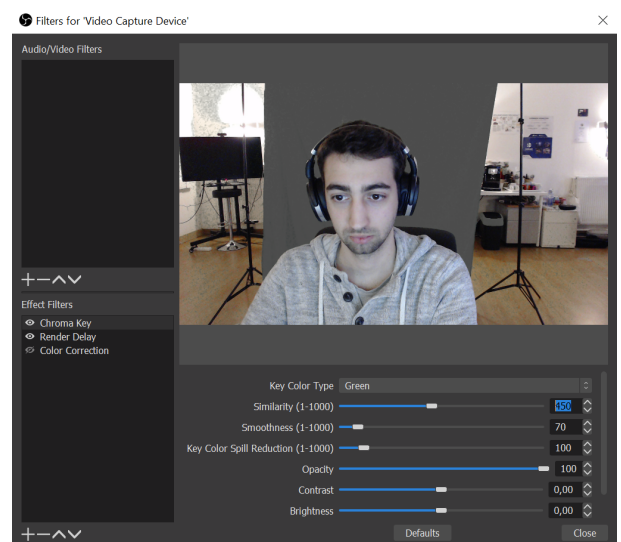 Filters for 'Video Capture Device'
Audio/Video Filters
Effect Filters
Chroma Key
Render Delay
Color Correction
Key Color Type Green
Similarity (1-1000) 450
Smoothness (1-1000) 70
Key Color Spill Reduction (1-1000) 100
Opacity 100
Contrast 0,00
Brightness 0,00
Defaults Close